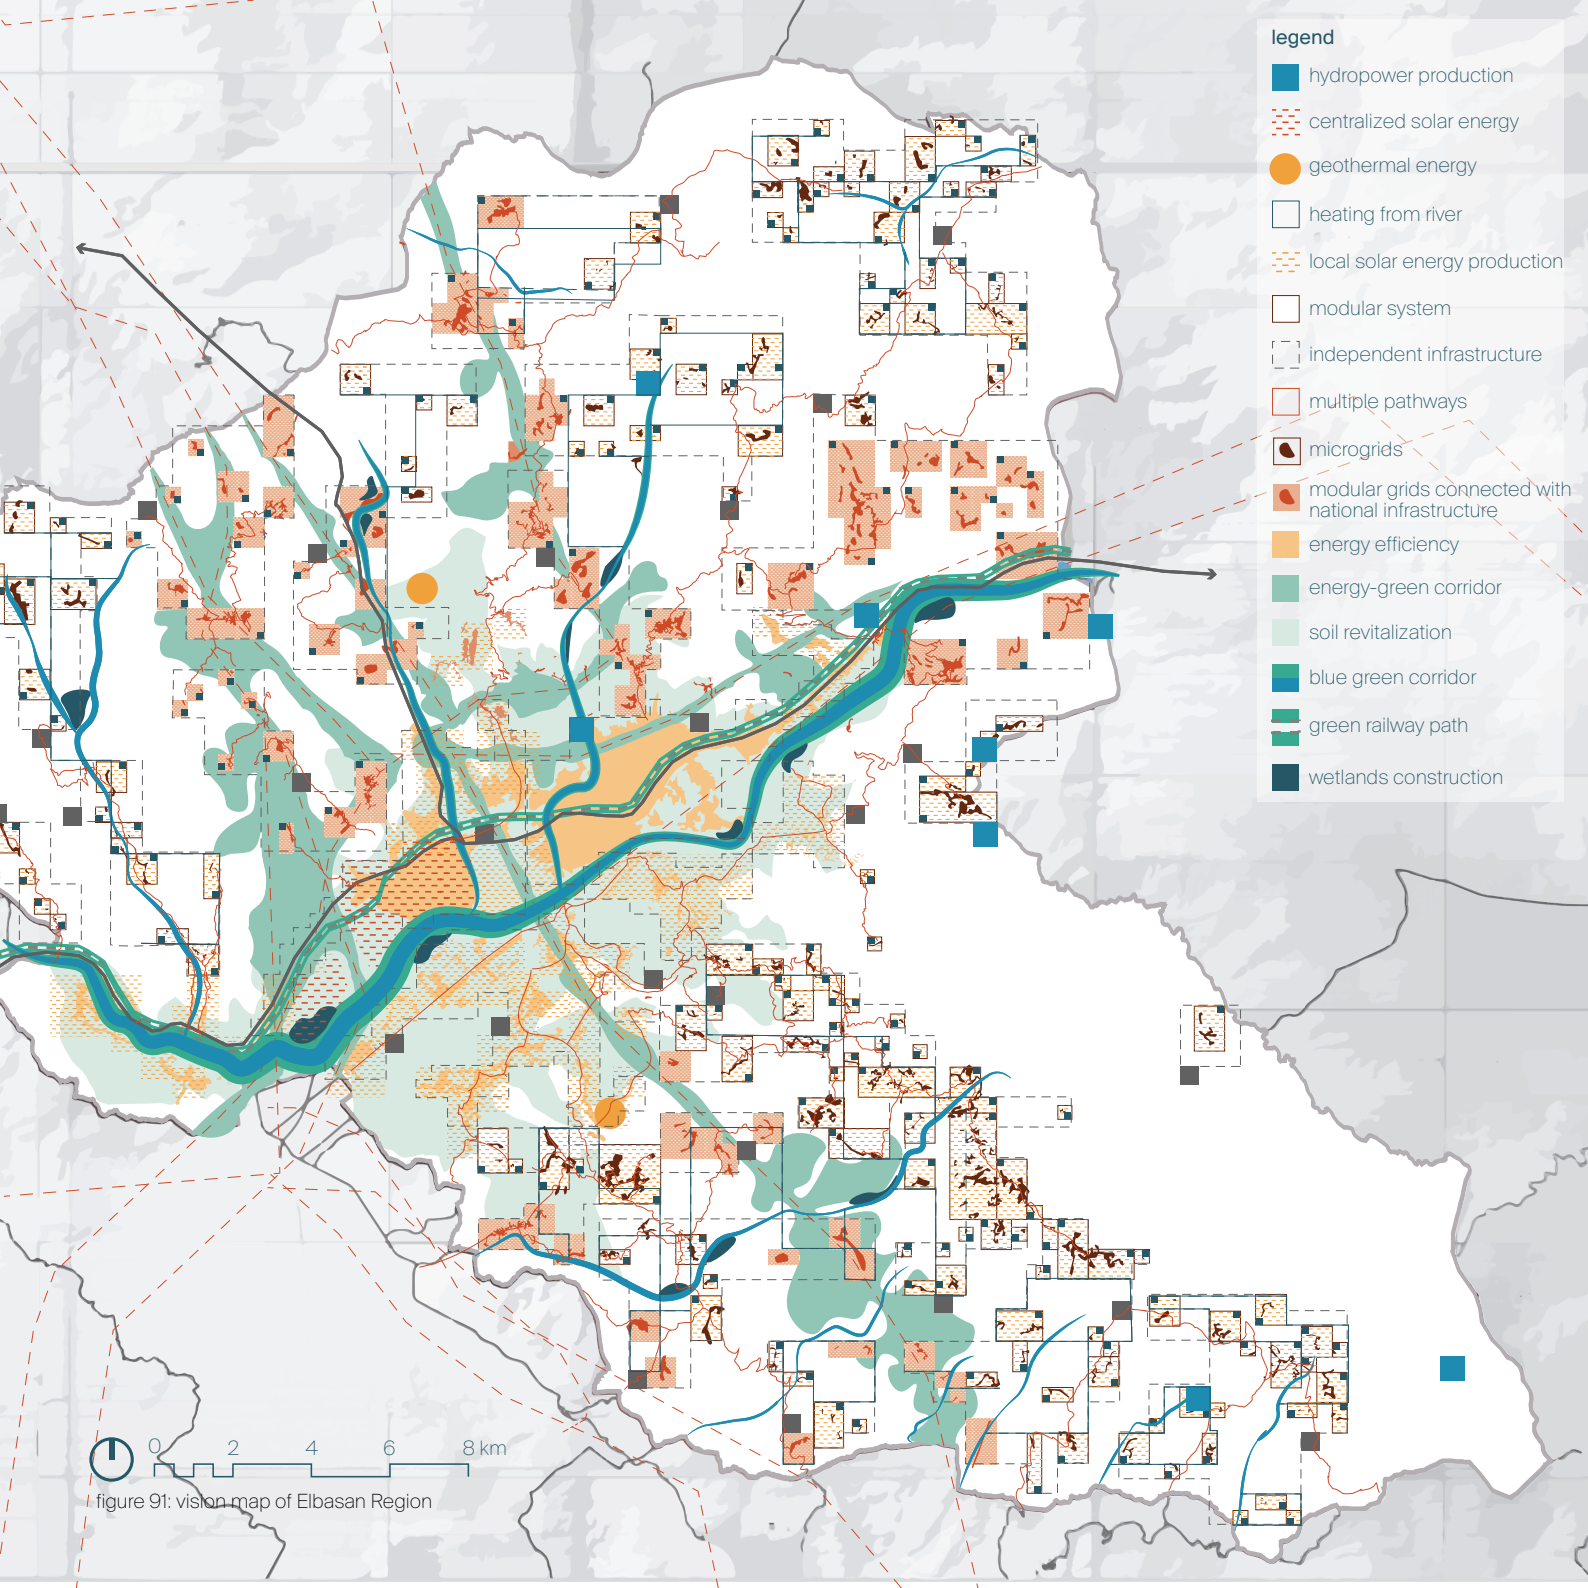 legend
hydropower production
centralized solar energy
geothermal energy
heating from river
local solar energy production
modular system
independent infrastructure
multiple pathways
microgrids
modular grids connected with
national infrastructure
energy efficiency
energy-green corridor
soil revitalization
blue green corridor
green railway path
wetlands construction
0 2 4 6 8 km
figure 91: vision map of Elbasan Region